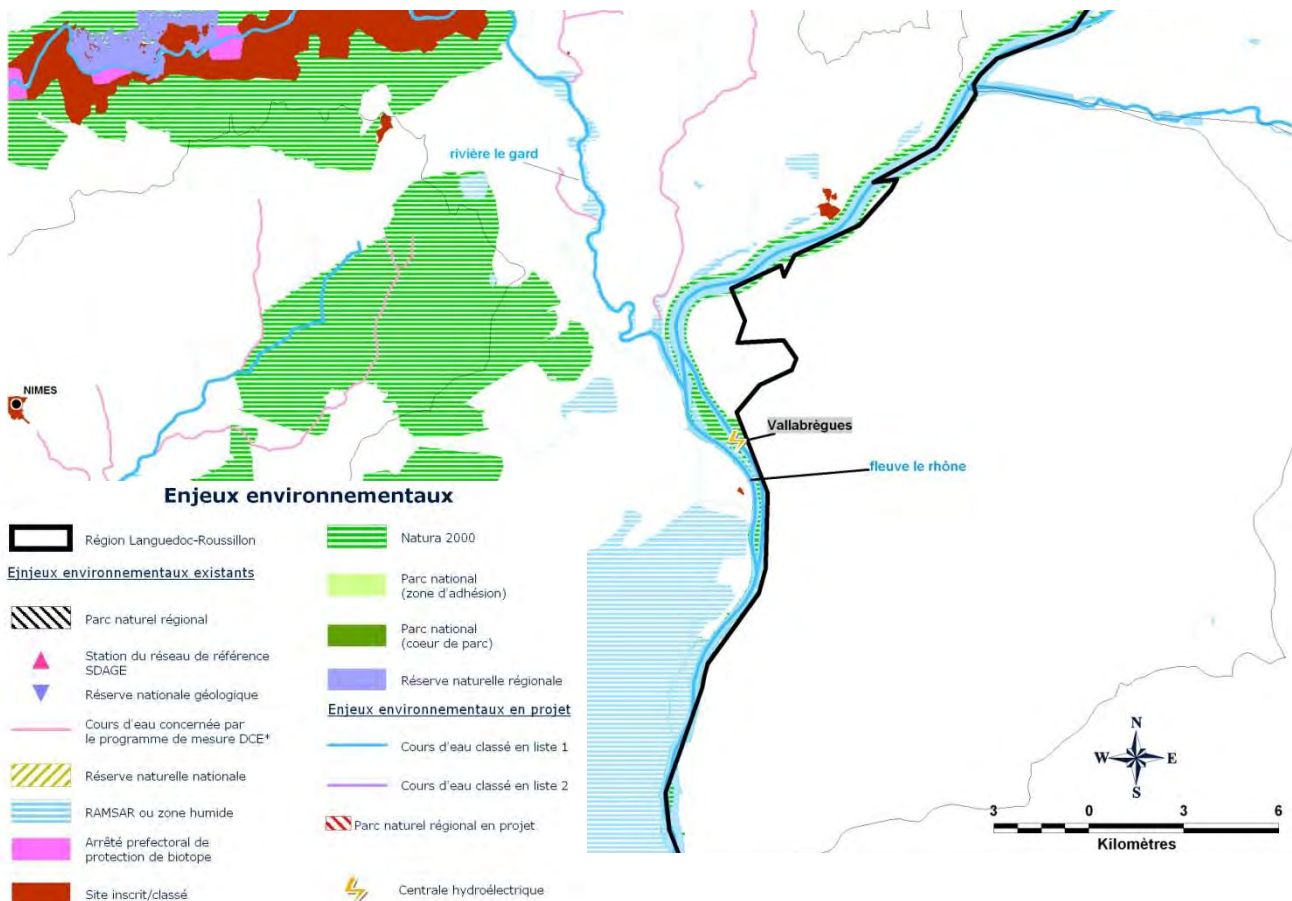 rivière le gard
NIMES
Vallabrègues
fleuve le rhône
Enjeux environnementaux
Région Languedoc-Roussillon
Ejnjeux environnementaux existants
Parc naturel régional
Station du réseau de référence
SDAGE
Réserve nationale géologique
Cours d'eau concernée par
le programme de mesure DCE*
Réserve naturelle nationale
RAMSAR ou zone humide
Arrêté prefectoral de
protection de biotope
Site inscrit/classé
Natura 2000
Parc national
(zone d'adhésion)
Parc national
(coeur de parc)
Réserve naturelle régionale
Enjeux environnementaux en projet
Cours d'eau classé en liste 1
Cours d'eau classé en liste 2
Parc naturel régional en projet
Centrale hydroélectrique
N
W E
S
3 0 3 6
Kilomètres